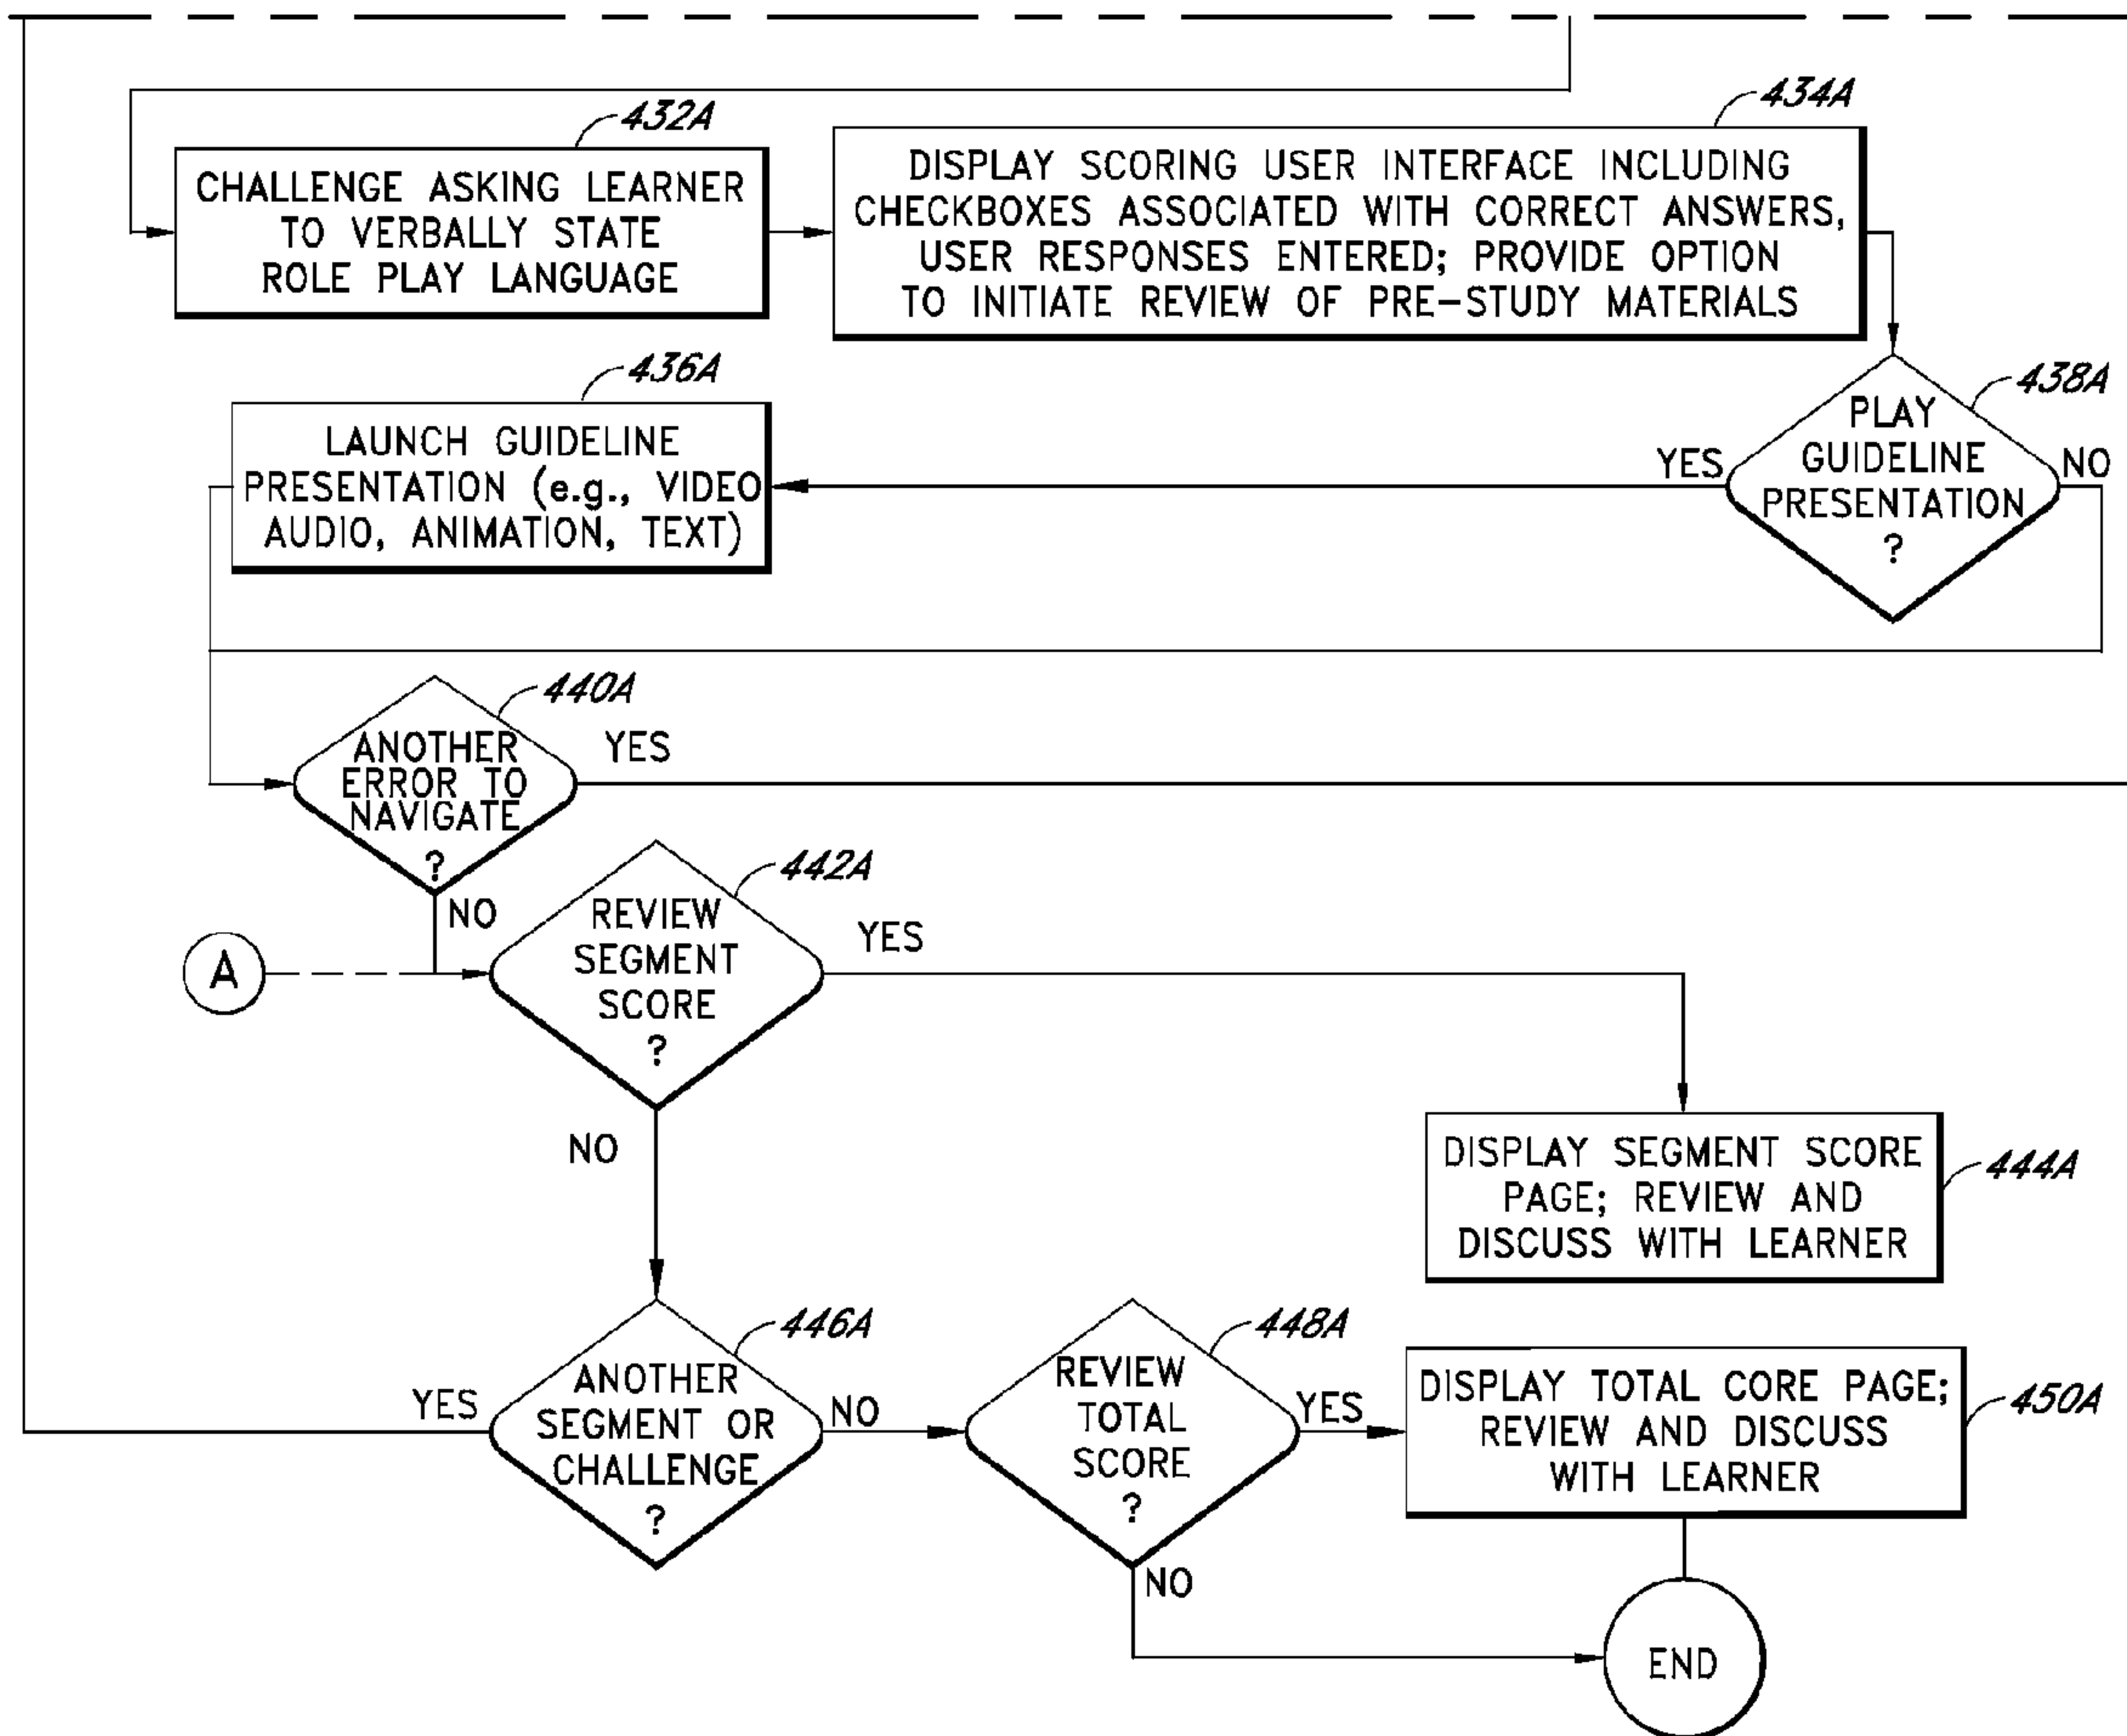 432A
CHALLENGE ASKING LEARNER
TO VERBALLY STATE
ROLE PLAY LANGUAGE
434A
DISPLAY SCORING USER INTERFACE INCLUDING
CHECKBOXES ASSOCIATED WITH CORRECT ANSWERS,
USER RESPONSES ENTERED; PROVIDE OPTION
TO INITIATE REVIEW OF PRE-STUDY MATERIALS
436A
LAUNCH GUIDELINE
PRESENTATION (e.g., VIDEO
AUDIO, ANIMATION, TEXT)
438A
PLAY
GUIDELINE
PRESENTATION
?
YES
NO
440A
ANOTHER
ERROR TO
NAVIGATE
?
YES
NO
A
442A
REVIEW
SEGMENT
SCORE
?
YES
NO
DISPLAY SEGMENT SCORE
PAGE; REVIEW AND
DISCUSS WITH LEARNER
444A
446A
ANOTHER
SEGMENT OR
CHALLENGE
?
YES
NO
448A
REVIEW
TOTAL
SCORE
?
YES
NO
DISPLAY TOTAL CORE PAGE;
REVIEW AND DISCUSS
WITH LEARNER
450A
END